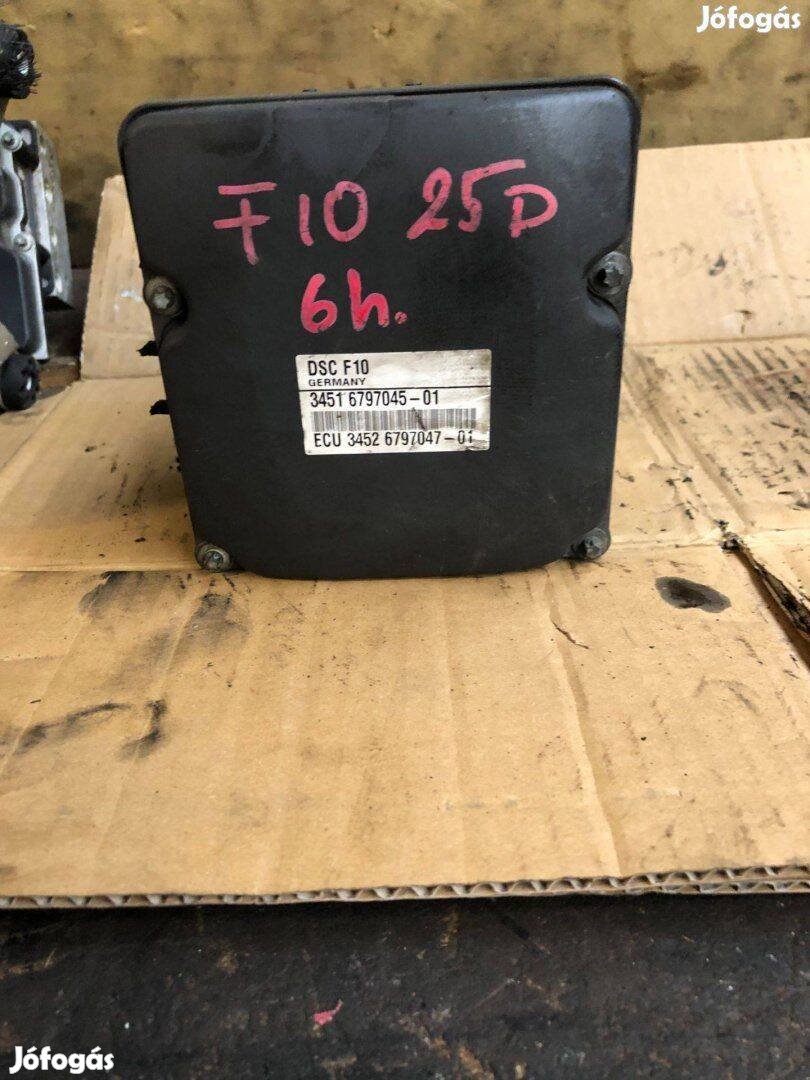 Jófogás
F10 25D
6h.
DSC F10
GERMANY
3451 6797045-01
ECU 3452 6797047-01
Jófogás